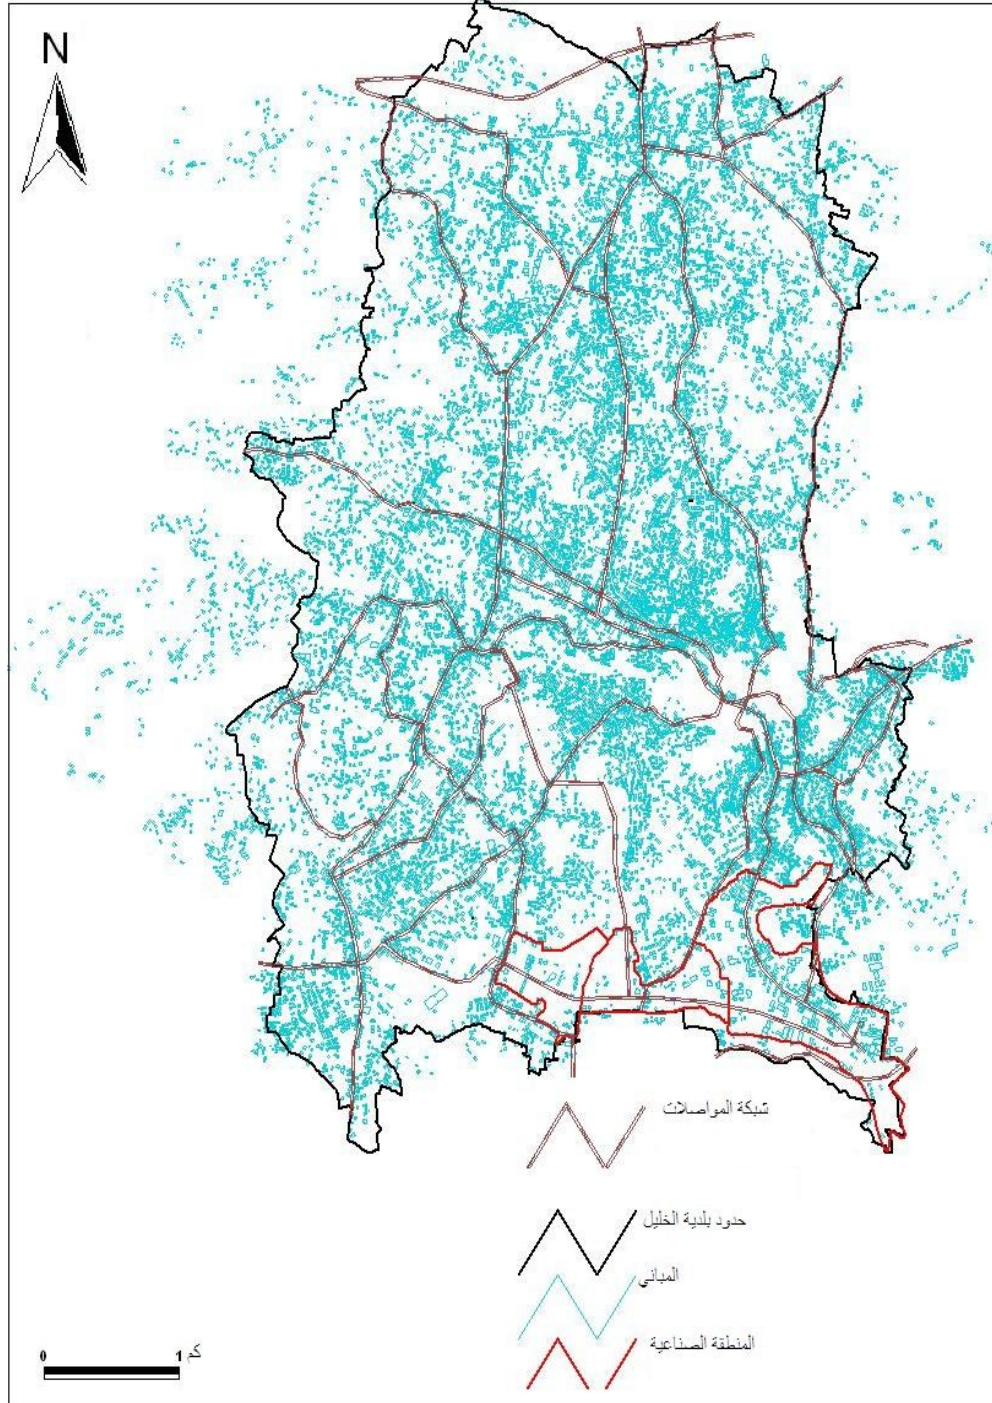 N
شبكة المواصلات
حدود بلدية الخليل
المباني
المنطقة الصناعية
0 1 كم